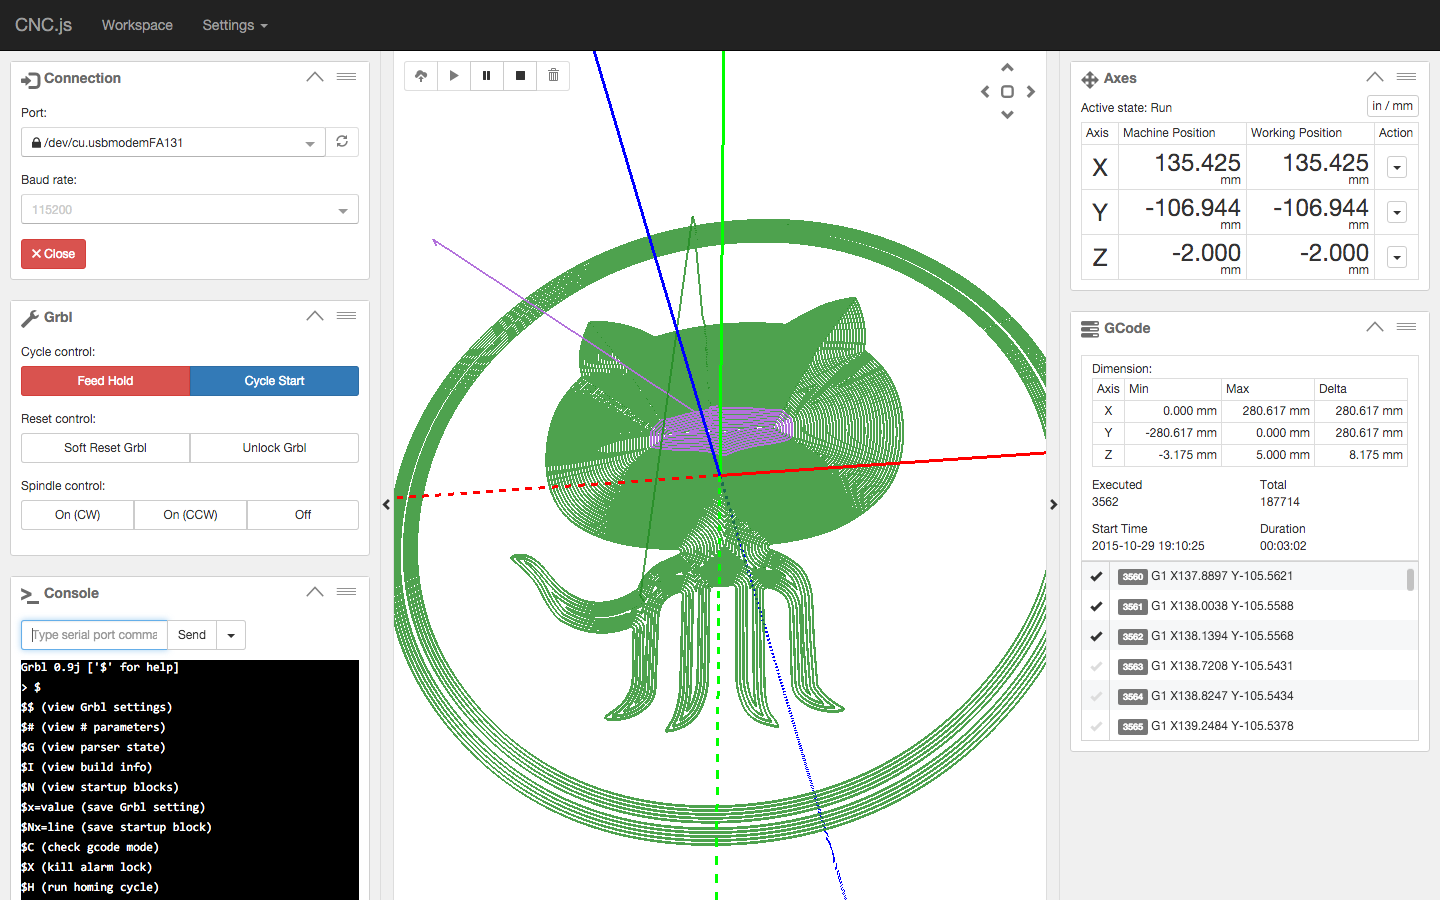 CNC.js Workspace Settings
Connection
Port:
/dev/cu.usbmodemFA131
Baud rate:
115200
Close
Grbl
Cycle control:
Feed Hold Cycle Start
Reset control:
Soft Reset Grbl Unlock Grbl
Spindle control:
On (CW) On (CCW) Off
Console
Type serial port comma Send
Grbl 0.9j ['$' for help]
> $
$$ (view Grbl settings)
$# (view # parameters)
$G (view parser state)
$I (view build info)
$N (view startup blocks)
$x=value (save Grbl setting)
$Nx=line (save startup block)
$C (check gcode mode)
$X (kill alarm lock)
$H (run homing cycle)
Axes
Active state: Run in / mm
Axis Machine Position Working Position Action
X 135.425 mm 135.425 mm
Y -106.944 mm -106.944 mm
Z -2.000 mm -2.000 mm
GCode
Dimension:
Axis Min Max Delta
X 0.000 mm 280.617 mm 280.617 mm
Y -280.617 mm 0.000 mm 280.617 mm
Z -3.175 mm 5.000 mm 8.175 mm
Executed Total
3562 187714
Start Time Duration
2015-10-29 19:10:25 00:03:02
3560 G1 X137.8897 Y-105.5621
3561 G1 X138.0038 Y-105.5588
3562 G1 X138.1394 Y-105.5568
3563 G1 X138.7208 Y-105.5431
3564 G1 X138.8247 Y-105.5434
3565 G1 X139.2484 Y-105.5378